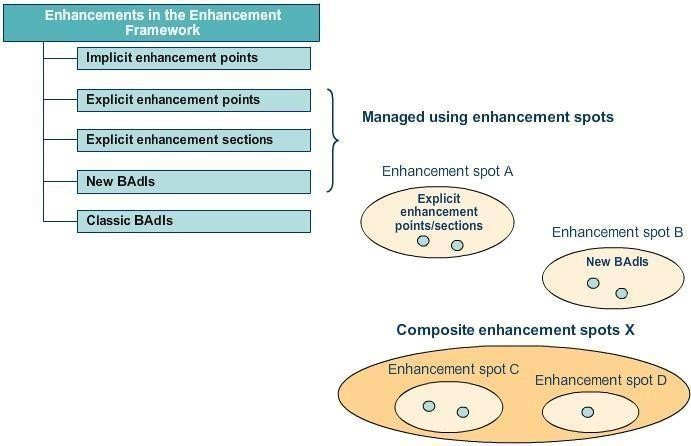 Enhancements in the Enhancement
Framework
Implicit enhancement points
Explicit enhancement points
Explicit enhancement sections
New BAdIs
Classic BAdIs
Managed using enhancement spots
Enhancement spot A
Explicit
enhancement
points/sections
Enhancement spot B
New BAdIs
Composite enhancement spots X
Enhancement spot C
Enhancement spot D